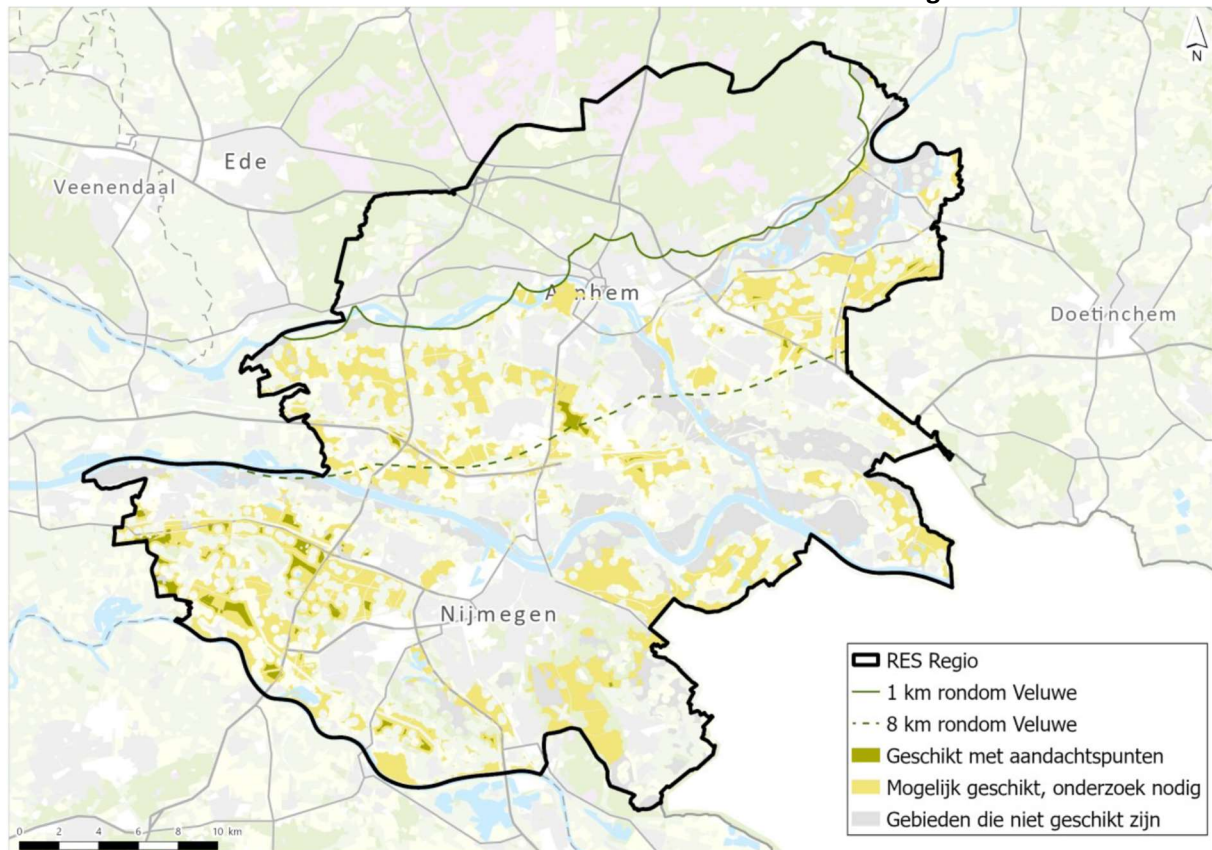 N
Ede
Veenendaal
Arnhem
Doetinchem
Nijmegen
RES Regio
1 km rondom Veluwe
8 km rondom Veluwe
Geschikt met aandachtspunten
Mogelijk geschikt, onderzoek nodig
Gebieden die niet geschikt zijn
0 2 4 6 8 10 km